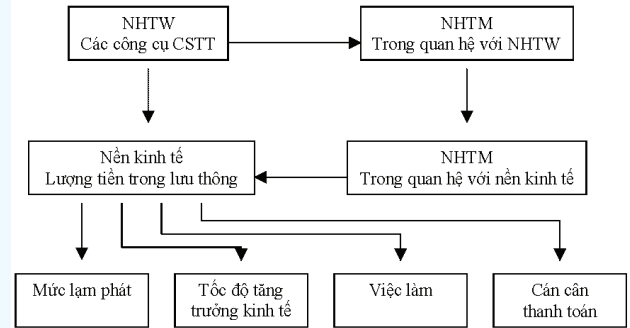 NHTW
Các công cụ CSTT
NHTM
Trong quan hệ với NHTW
Nền kinh tế
Lượng tiền trong lưu thông
NHTM
Trong quan hệ với nền kinh tế
Mức lạm phát
Tốc độ tăng
trưởng kinh tế
Việc làm
Cán cân
thanh toán